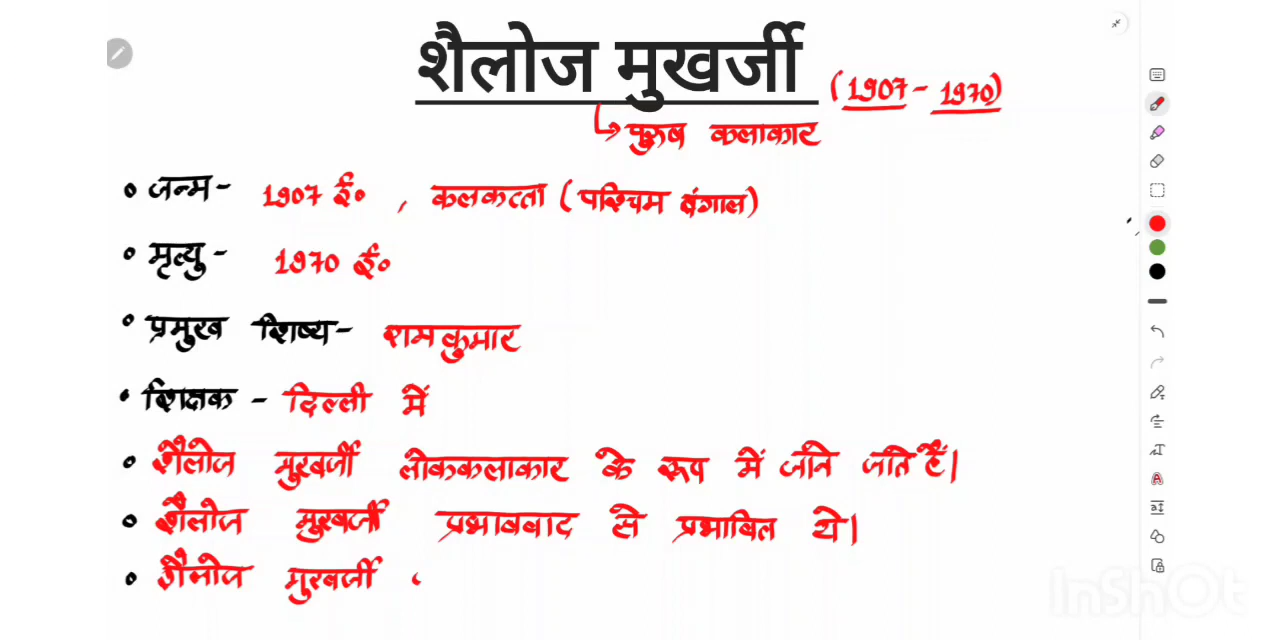 शैलोज मुखर्जी (1907 - 1970)
पुरुष कलाकार
जन्म - 1907 ई० , कलकत्ता (पश्चिम बंगाल)
मृत्यु - 1970 ई०
प्रमुख शिष्य - रामकुमार
शिक्षक - दिल्ली में
शैलोज मुखर्जी लोककलाकार के रूप में जाने जाते हैं।
शैलोज मुखर्जी प्रभाववाद से प्रभावित थे।
शैलोज मुखर्जी
InShOt